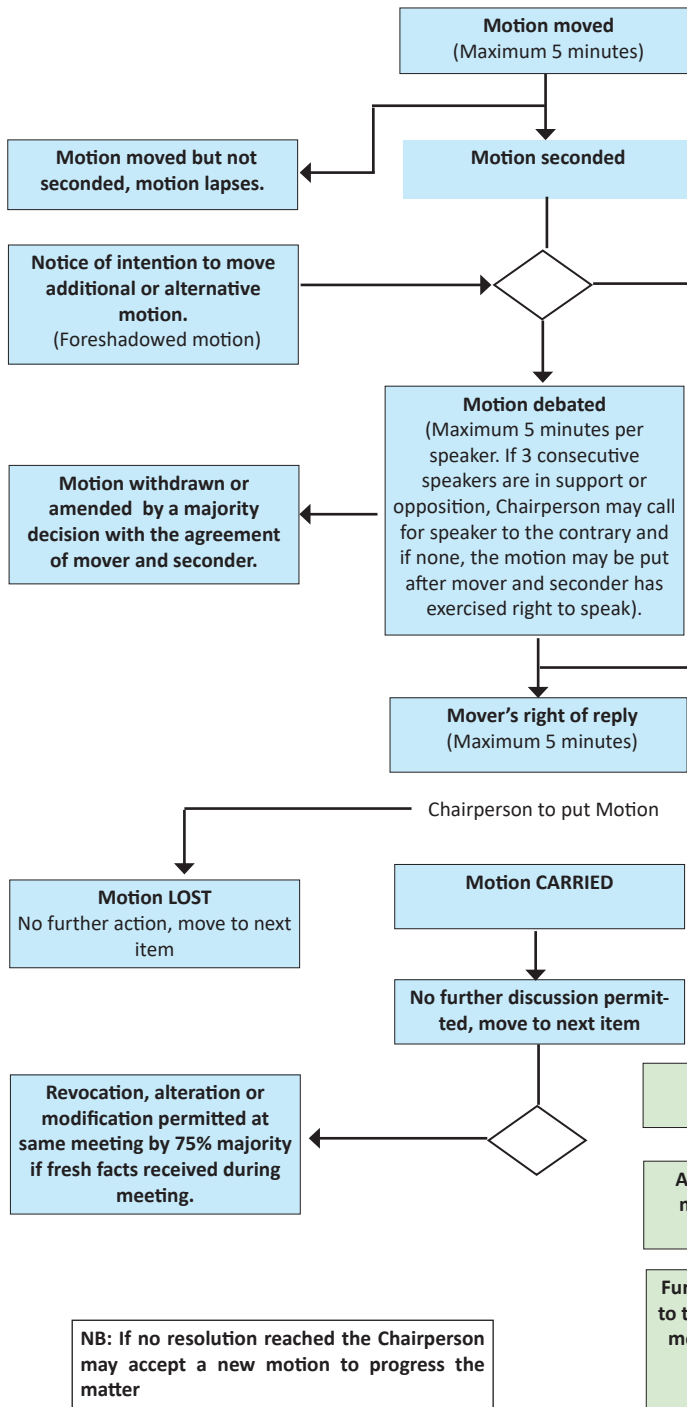 Motion moved
(Maximum 5 minutes)
Motion moved but not
seconded, motion lapses.
Motion seconded
Notice of intention to move
additional or alternative
motion.
(Foreshadowed motion)
Motion debated
(Maximum 5 minutes per
speaker. If 3 consecutive
speakers are in support or
opposition, Chairperson may call
for speaker to the contrary and
if none, the motion may be put
after mover and seconder has
exercised right to speak).
Motion withdrawn or
amended by a majority
decision with the agreement
of mover and seconder.
Mover's right of reply
(Maximum 5 minutes)
Chairperson to put Motion
Motion LOST
No further action, move to next
item
Motion CARRIED
No further discussion permit-
ted, move to next item
Revocation, alteration or
modification permitted at
same meeting by 75% majority
if fresh facts received during
meeting.
NB: If no resolution reached the Chairperson
may accept a new motion to progress the
matter